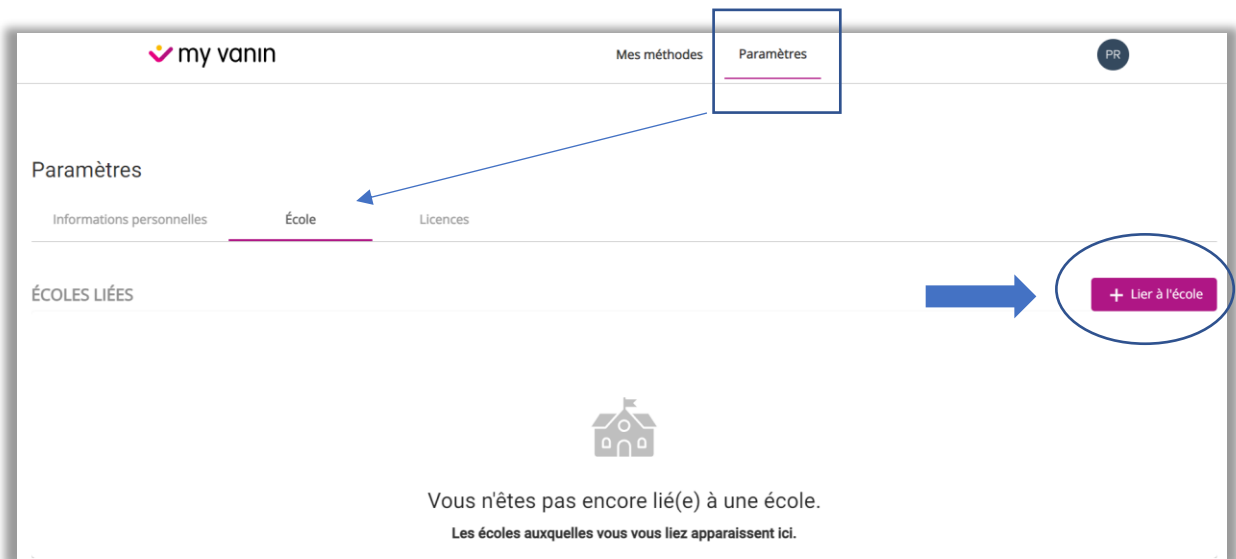 my vanın
Mes méthodes
Paramètres
PR
Paramètres
Informations personnelles
École
Licences
ÉCOLES LIÉES
+ Lier à l'école
Vous n'êtes pas encore lié(e) à une école.
Les écoles auxquelles vous vous liez apparaissent ici.